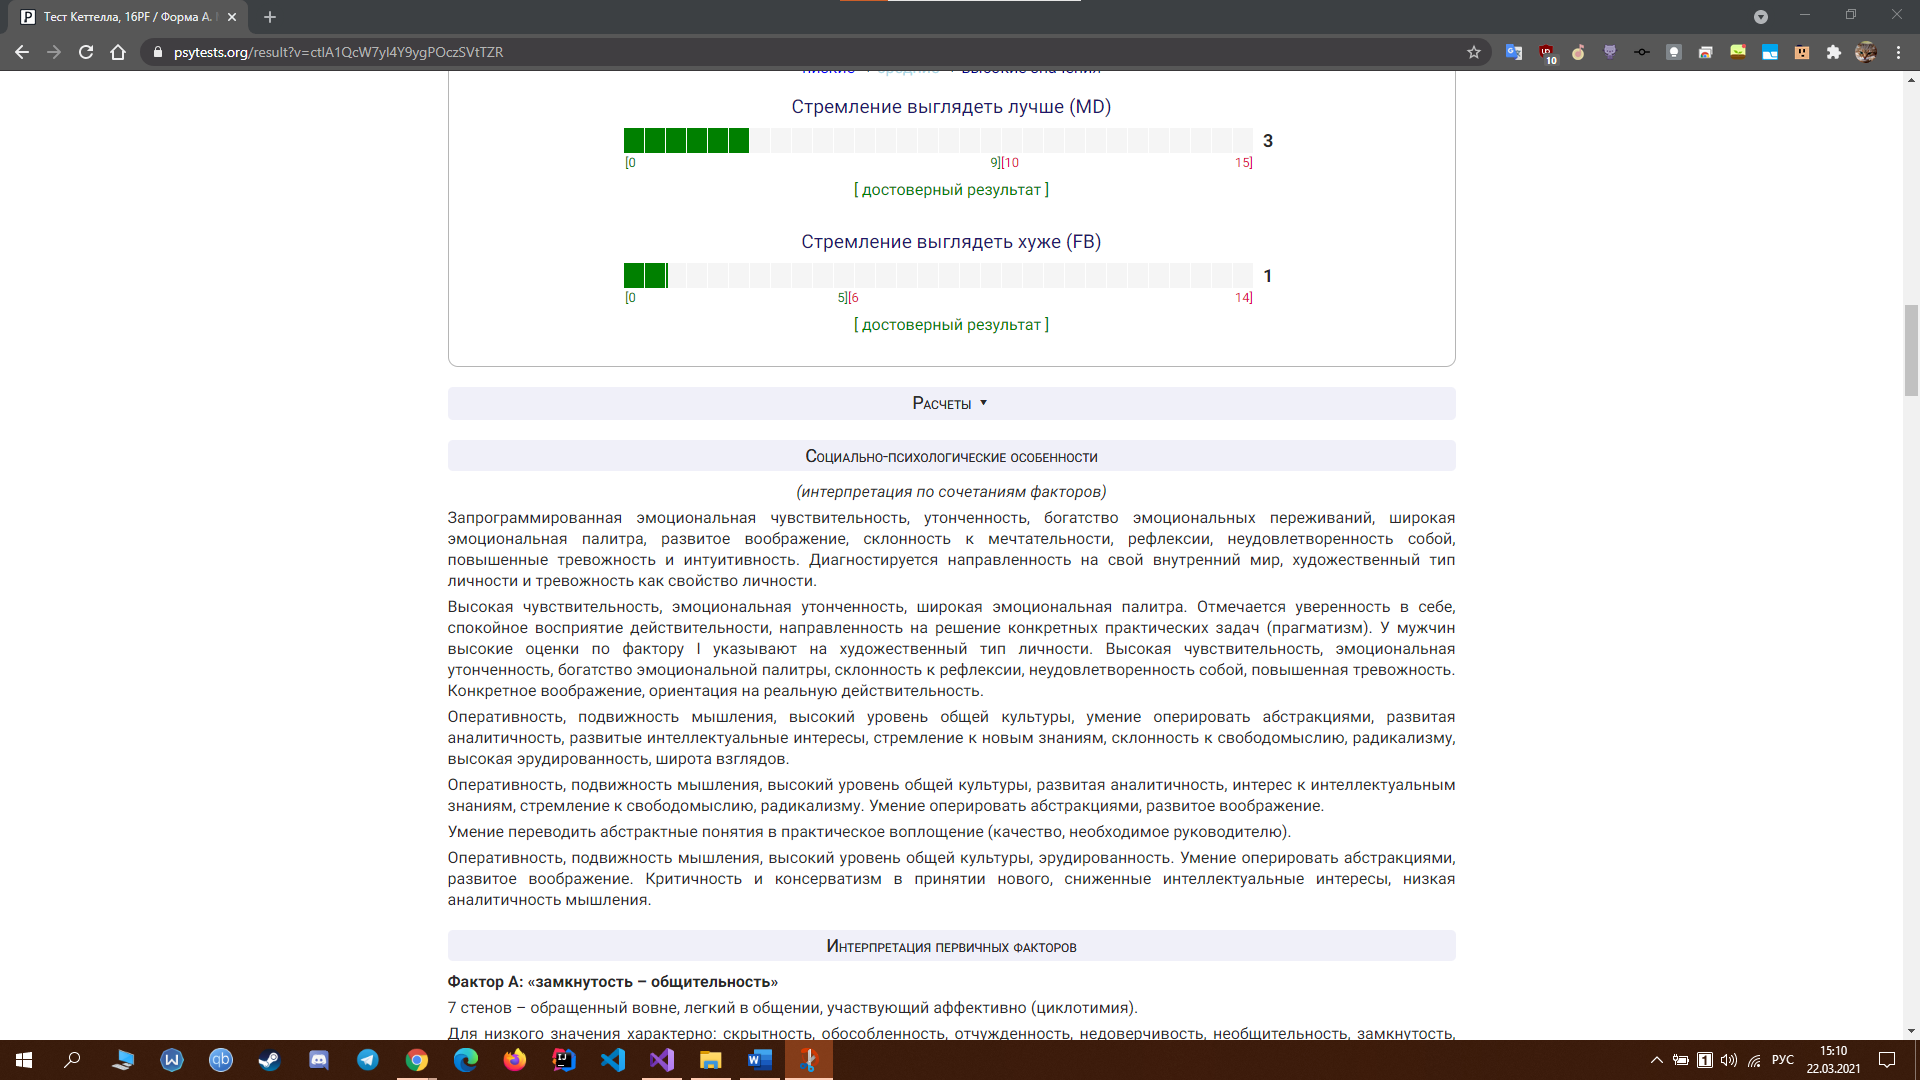 Тест Кеттелла, 16PF / Форма А.
psytests.org/result?v=ctlA1QcW7yl4Y9ygPOczSVtTZR
10
Стремление выглядеть лучше (MD)
3
[0 9][10 15]
[ достоверный результат ]
Стремление выглядеть хуже (FB)
1
[0 5][6 14]
[ достоверный результат ]
Расчеты ▼
Социально-психологические особенности
(интерпретация по сочетаниям факторов)
Запрограммированная эмоциональная чувствительность, утонченность, богатство эмоциональных переживаний, широкая
эмоциональная палитра, развитое воображение, склонность к мечтательности, рефлексии, неудовлетворенность собой,
повышенные тревожность и интуитивность. Диагностируется направленность на свой внутренний мир, художественный тип
личности и тревожность как свойство личности.
Высокая чувствительность, эмоциональная утонченность, широкая эмоциональная палитра. Отмечается уверенность в себе,
спокойное восприятие действительности, направленность на решение конкретных практических задач (прагматизм). У мужчин
высокие оценки по фактору I указывают на художественный тип личности. Высокая чувствительность, эмоциональная
утонченность, богатство эмоциональной палитры, склонность к рефлексии, неудовлетворенность собой, повышенная тревожность.
Конкретное воображение, ориентация на реальную действительность.
Оперативность, подвижность мышления, высокий уровень общей культуры, умение оперировать абстракциями, развитая
аналитичность, развитые интеллектуальные интересы, стремление к новым знаниям, склонность к свободомыслию, радикализму,
высокая эрудированность, широта взглядов.
Оперативность, подвижность мышления, высокий уровень общей культуры, развитая аналитичность, интерес к интеллектуальным
знаниям, стремление к свободомыслию, радикализму. Умение оперировать абстракциями, развитое воображение.
Умение переводить абстрактные понятия в практическое воплощение (качество, необходимое руководителю).
Оперативность, подвижность мышления, высокий уровень общей культуры, эрудированность. Умение оперировать абстракциями,
развитое воображение. Критичность и консерватизм в принятии нового, сниженные интеллектуальные интересы, низкая
аналитичность мышления.
Интерпретация первичных факторов
Фактор А: «замкнутость – общительность»
7 стенов – обращенный вовне, легкий в общении, участвующий аффективно (циклотимия).
Для низкого значения характерно: скрытность, обособленность, отчужденность, недоверчивость, необщительность, замкнутость,
РУС
15:10
22.03.2021